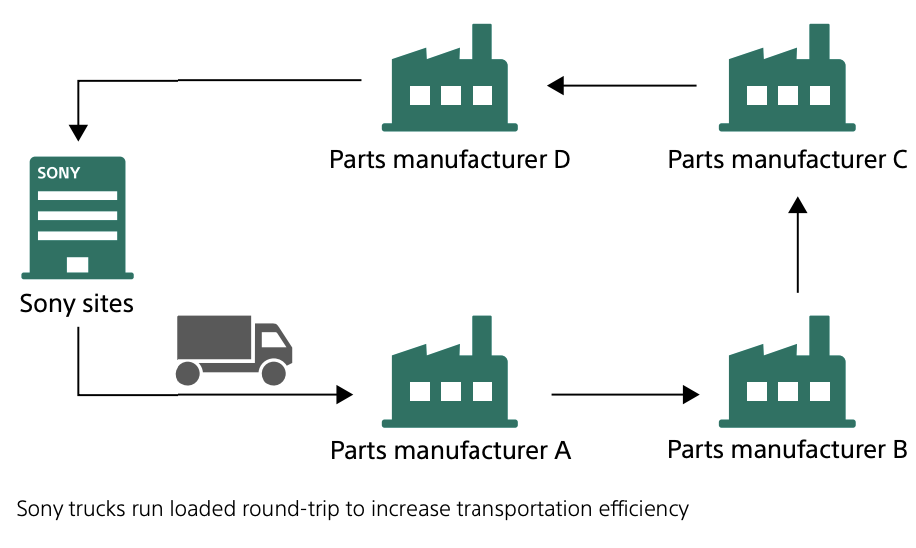 Parts manufacturer D
Parts manufacturer C
SONY
Sony sites
Parts manufacturer A
Parts manufacturer B
Sony trucks run loaded round-trip to increase transportation efficiency